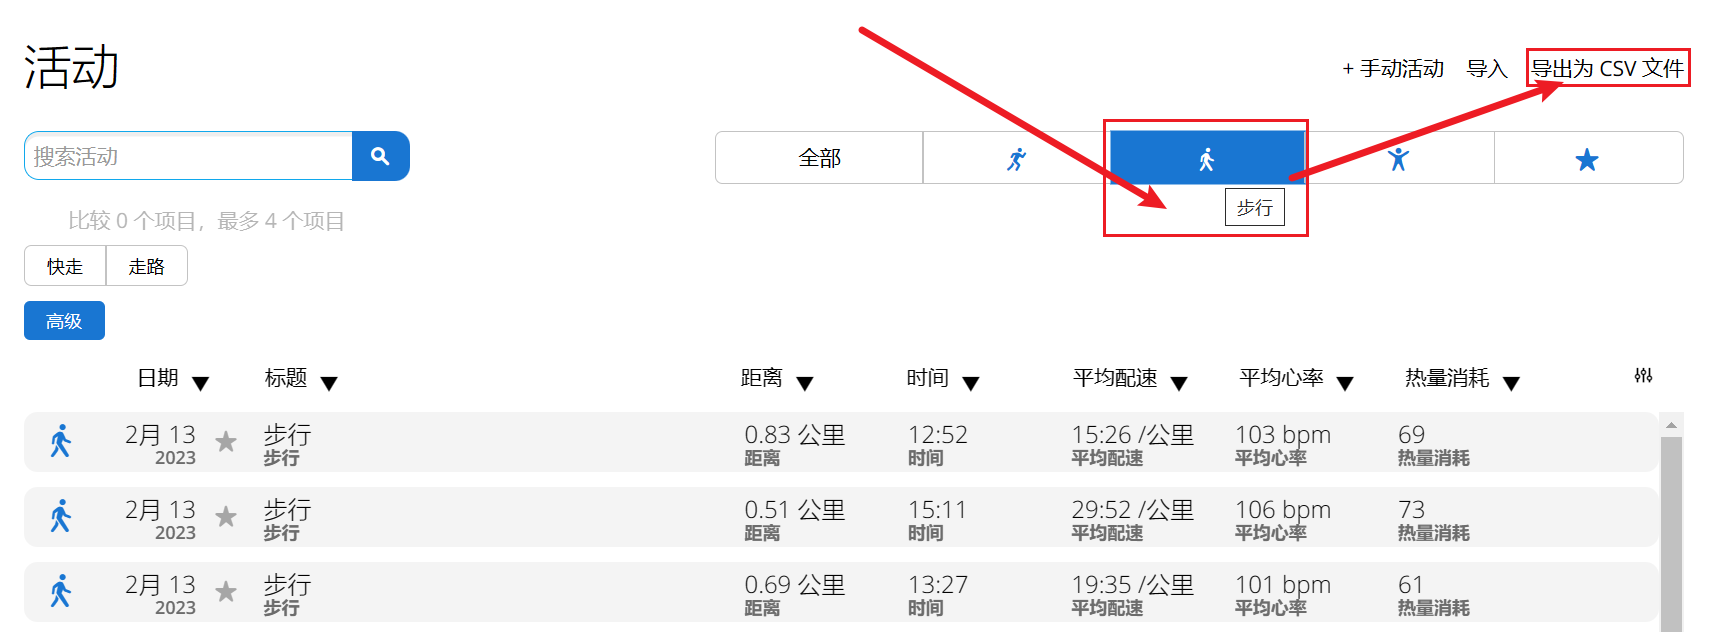 活动
+ 手动活动 导入 导出为 CSV 文件
搜索活动
全部
步行
比较 0 个项目，最多 4 个项目
快走 走路
高级
日期 ▼ 标题 ▼ 距离 ▼ 时间 ▼ 平均配速 ▼ 平均心率 ▼ 热量消耗 ▼
2月 13 步行 0.83 公里 12:52 15:26 /公里 103 bpm 69
2023 步行 距离 时间 平均配速 平均心率 热量消耗
2月 13 步行 0.51 公里 15:11 29:52 /公里 106 bpm 73
2023 步行 距离 时间 平均配速 平均心率 热量消耗
2月 13 步行 0.69 公里 13:27 19:35 /公里 101 bpm 61
2023 步行 距离 时间 平均配速 平均心率 热量消耗